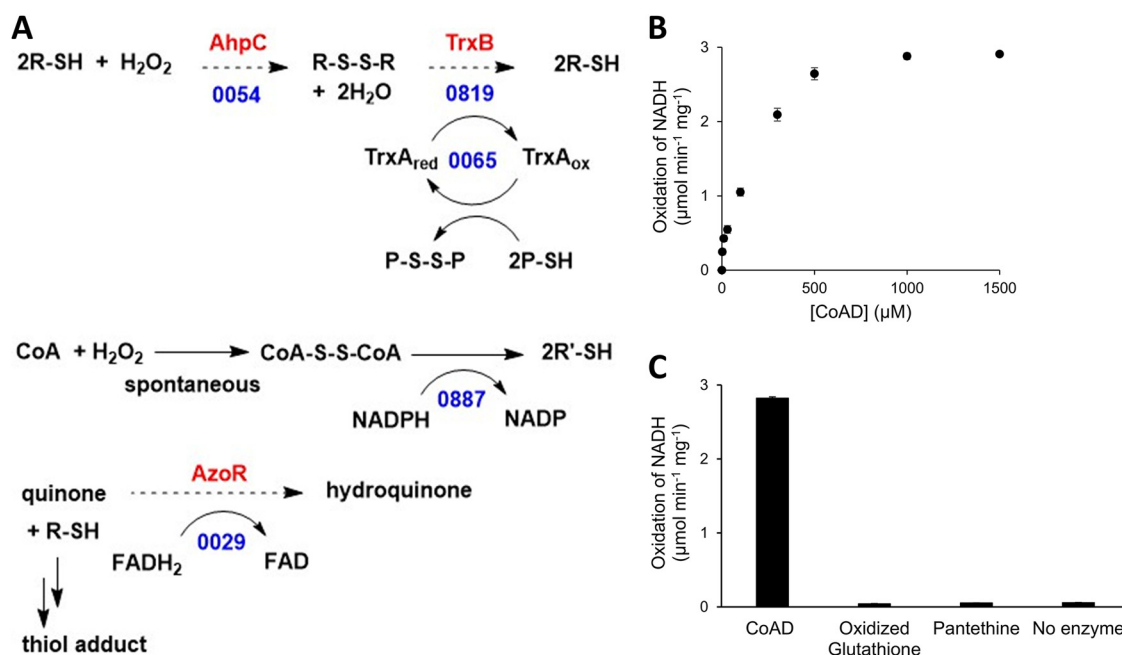 A
AhpC
TrxB
2R-SH + H₂O₂
R-S-S-R
2R-SH
0054
+ 2H₂O
0819
TrxA_red
0065
TrxA_ox
P-S-S-P
2P-SH
CoA + H₂O₂
CoA-S-S-CoA
2R'-SH
spontaneous
0887
NADPH
NADP
AzoR
quinone
hydroquinone
+ R-SH
0029
FADH₂
FAD
thiol adduct
B
Oxidation of NADH
(µmol min⁻¹ mg⁻¹)
3
2
1
0
0 500 1000 1500
[CoAD] (µM)
C
Oxidation of NADH
(µmol min⁻¹ mg⁻¹)
3
2
1
0
CoAD Oxidized Pantethine No enzyme
Glutathione